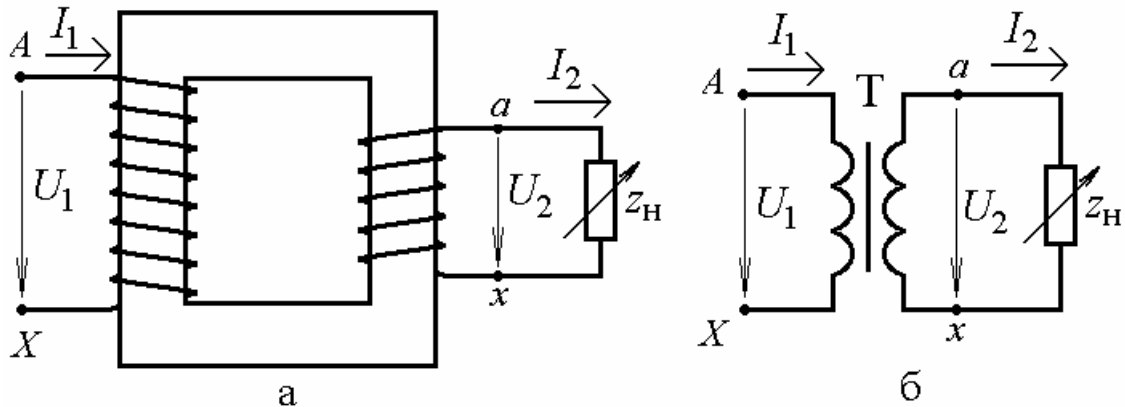 A I₁
U₁
X
I₂
a
U₂ zн
x
а
I₁ I₂
A T a
U₁ U₂ zн
X x
б